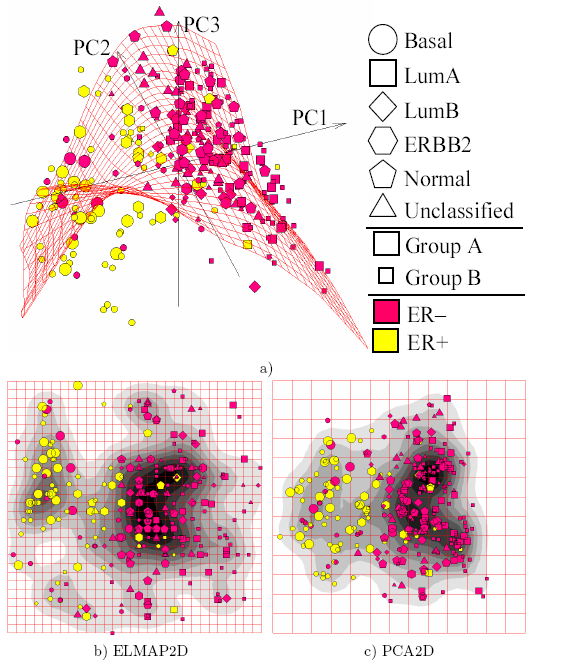 PC3
PC2
PC1
Basal
LumA
LumB
ERBB2
Normal
Unclassified
Group A
Group B
ER–
ER+
a)
b) ELMAP2D
c) PCA2D